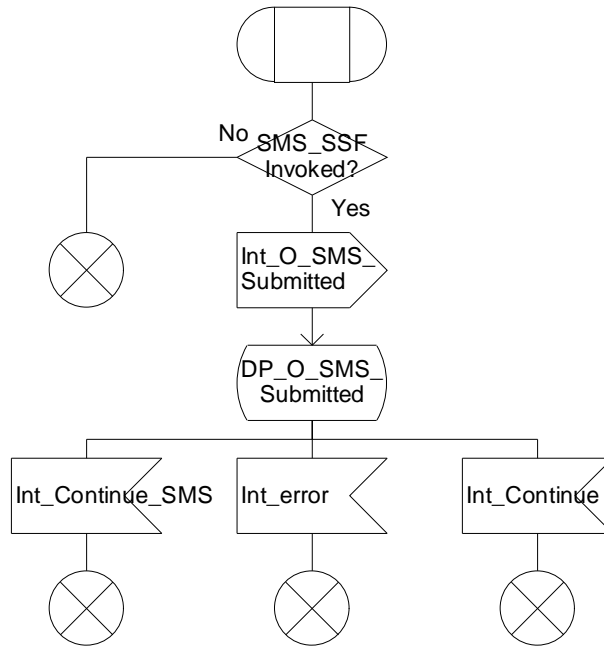 No
SMS_SSF
Invoked?
Yes
Int_O_SMS_
Submitted
DP_O_SMS_
Submitted
Int_Continue_SMS
Int_error
Int_Continue